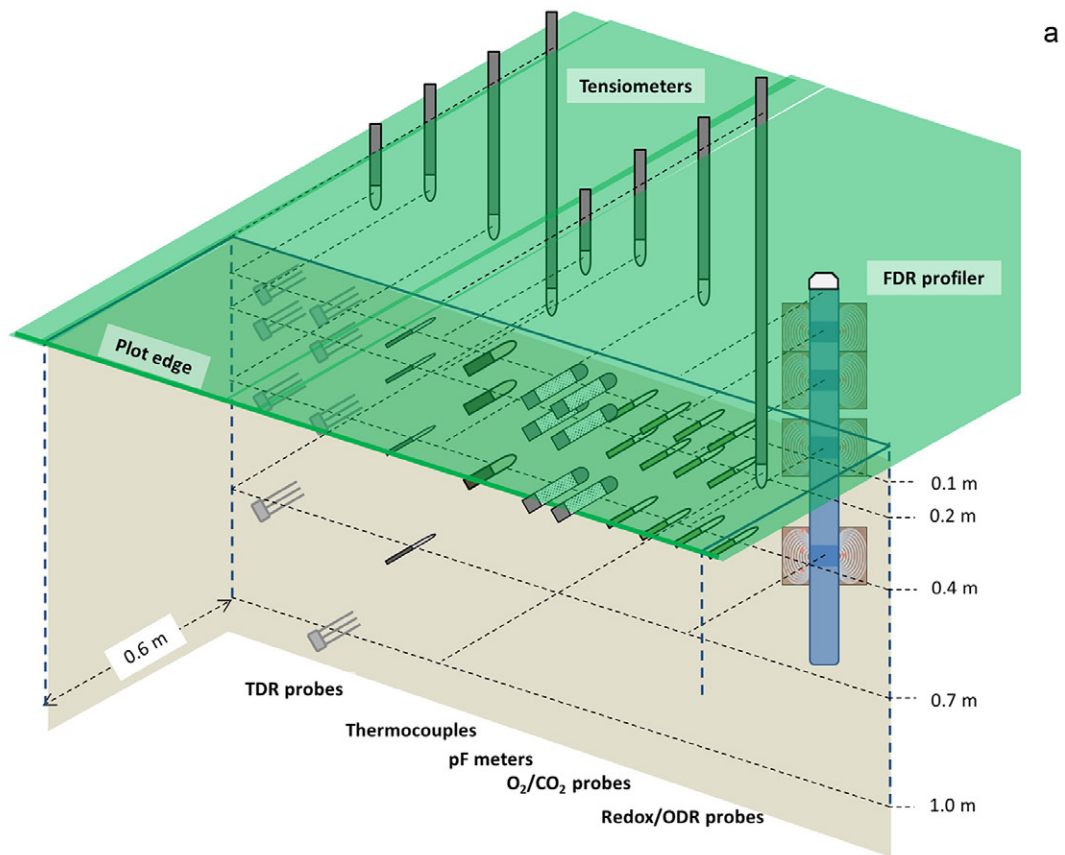 a
Tensiometers
FDR profiler
Plot edge
0.1 m
0.2 m
0.4 m
0.6 m
0.7 m
TDR probes
Thermocouples
pF meters
O₂/CO₂ probes
1.0 m
Redox/ODR probes